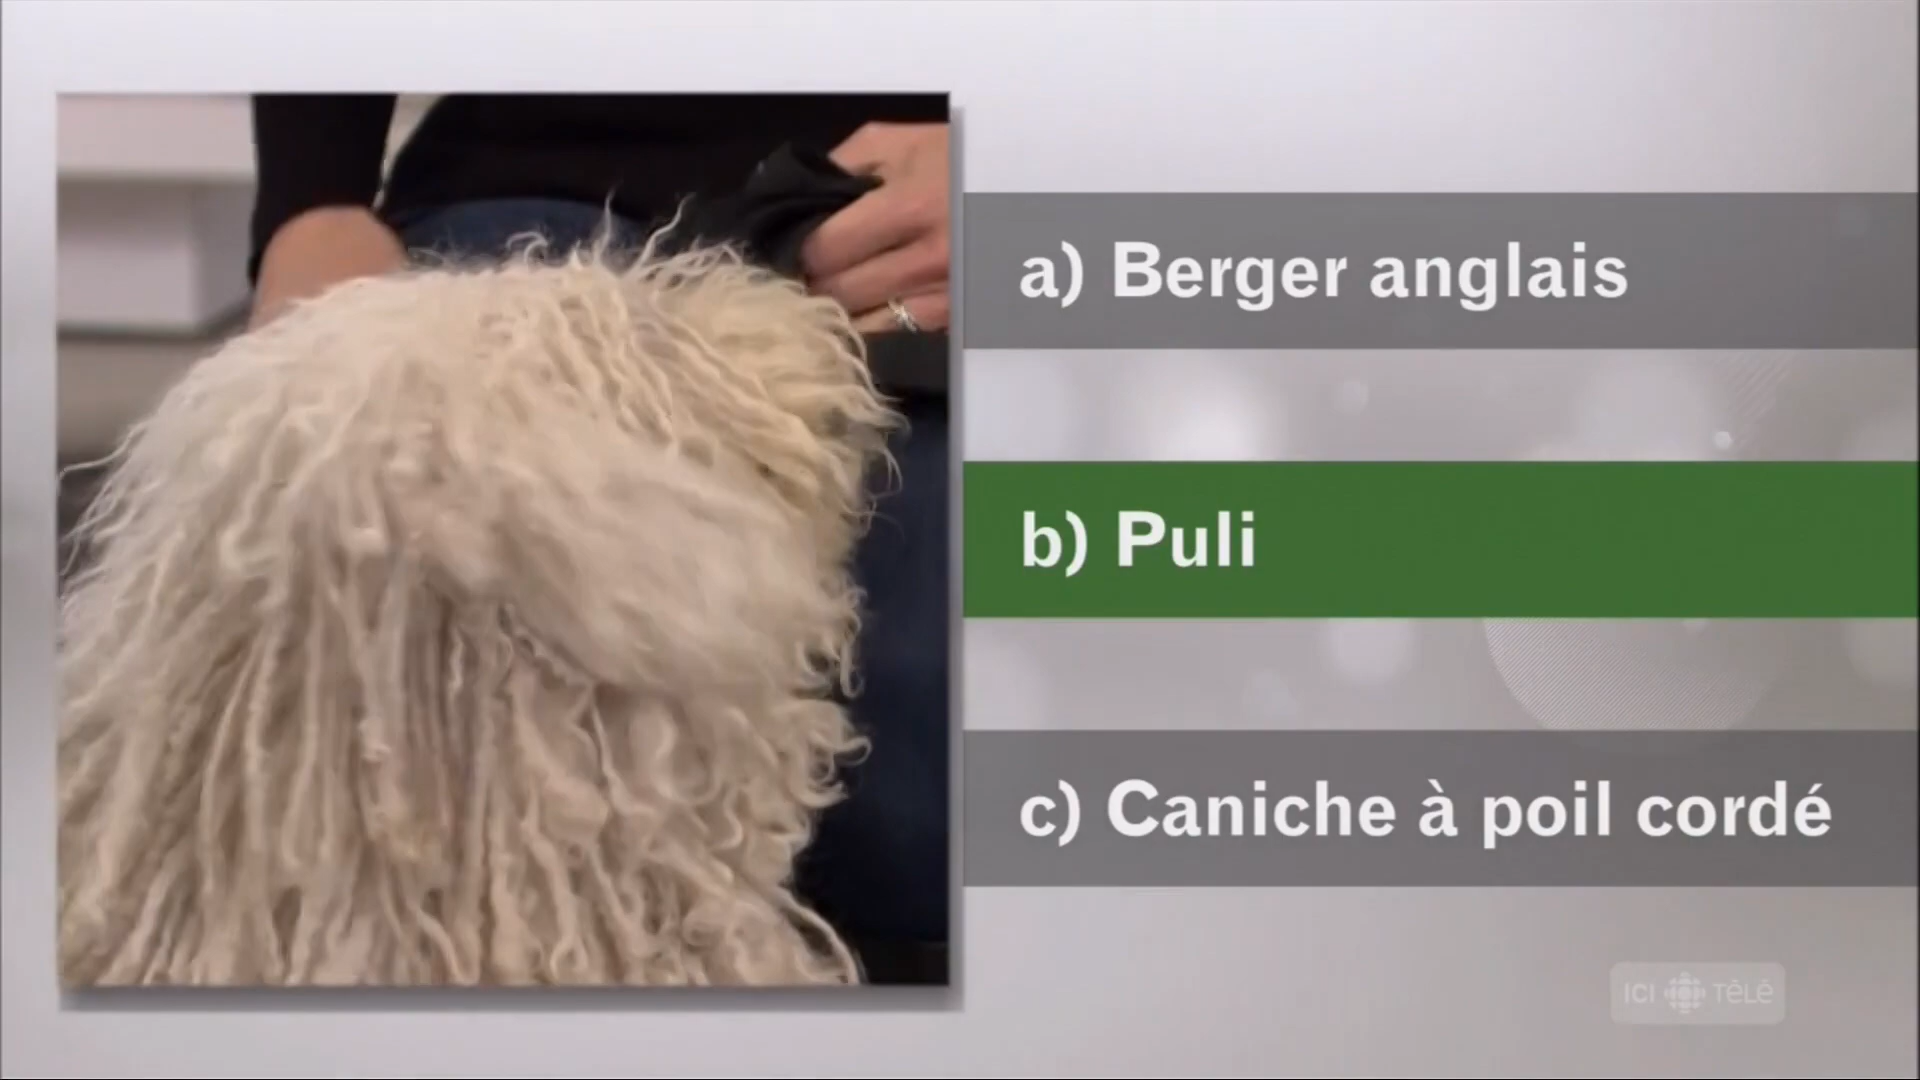 a) Berger anglais
b) Puli
c) Caniche à poil cordé
ICI TÉLÉ